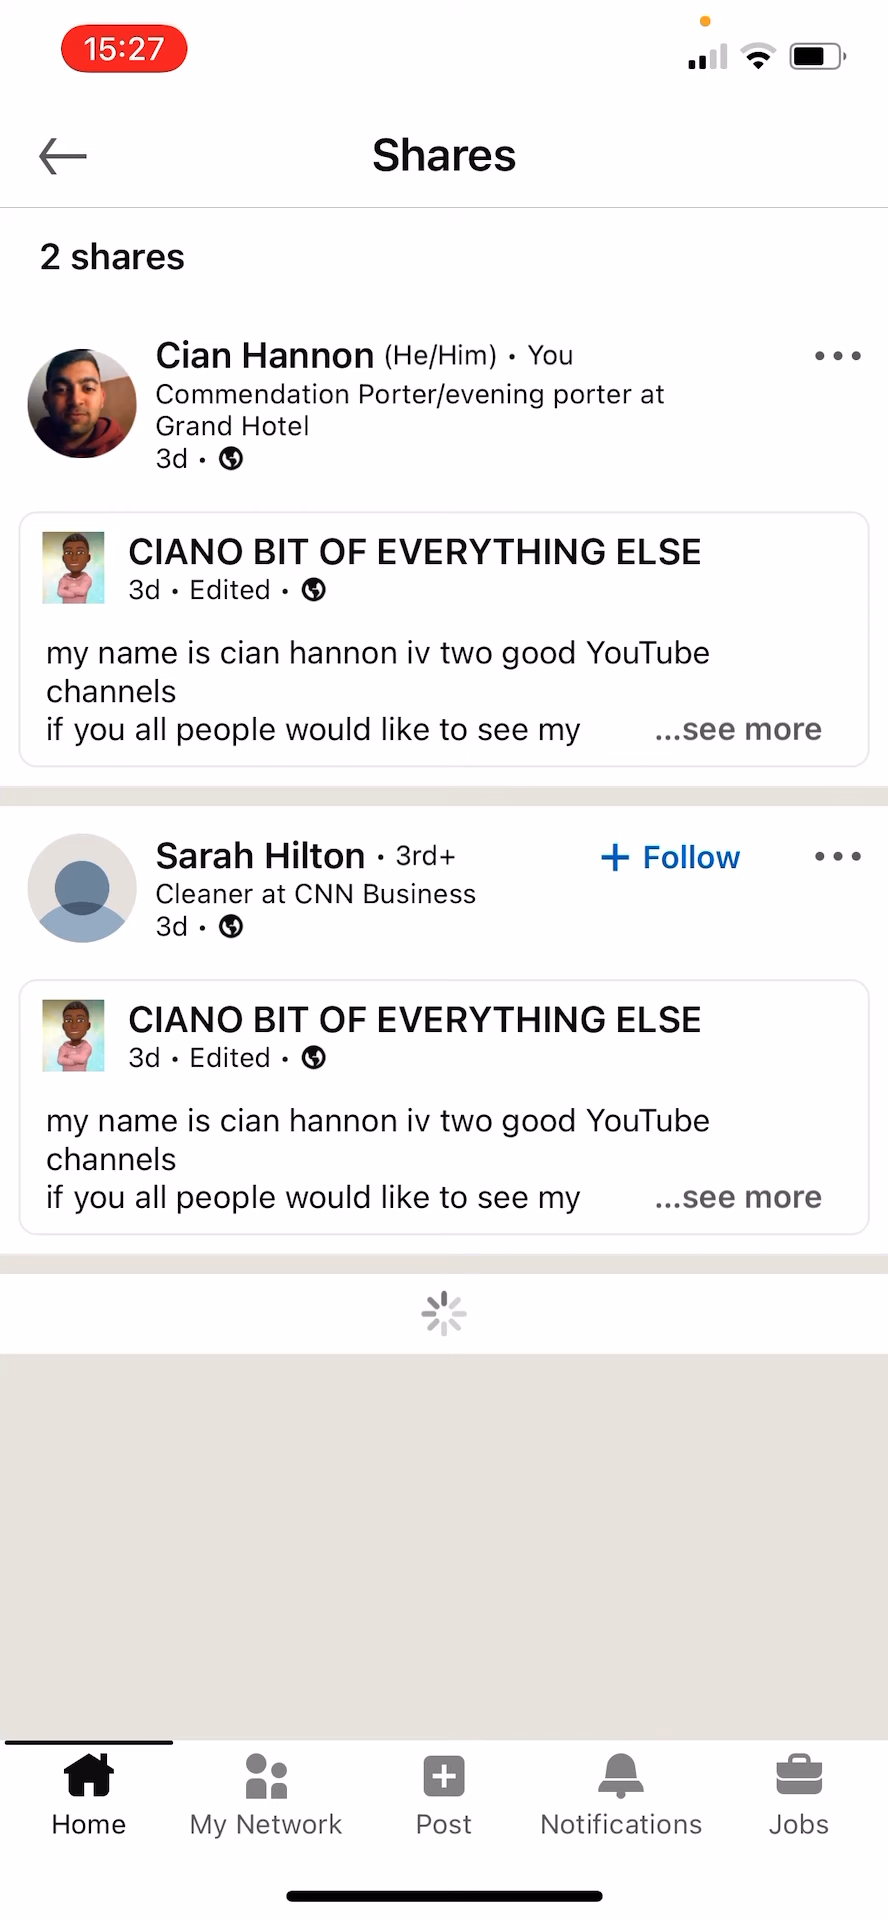 15:27
Shares
2 shares
Cian Hannon (He/Him) • You
Commendation Porter/evening porter at
Grand Hotel
3d •
CIANO BIT OF EVERYTHING ELSE
3d • Edited •
my name is cian hannon iv two good YouTube
channels
if you all people would like to see my ...see more
Sarah Hilton • 3rd+ + Follow
Cleaner at CNN Business
3d •
CIANO BIT OF EVERYTHING ELSE
3d • Edited •
my name is cian hannon iv two good YouTube
channels
if you all people would like to see my ...see more
Home My Network Post Notifications Jobs